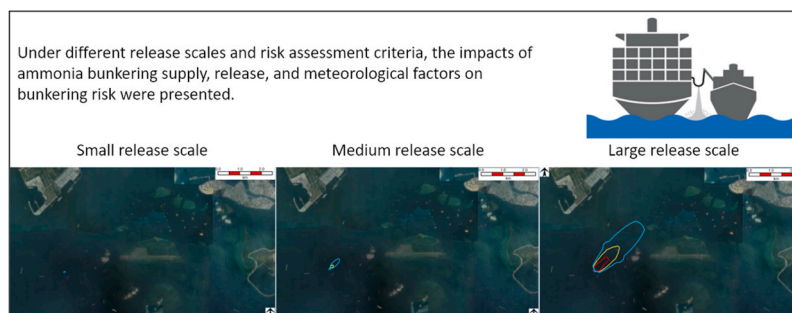 Under different release scales and risk assessment criteria, the impacts of
ammonia bunkering supply, release, and meteorological factors on
bunkering risk were presented.
Small release scale
Medium release scale
Large release scale